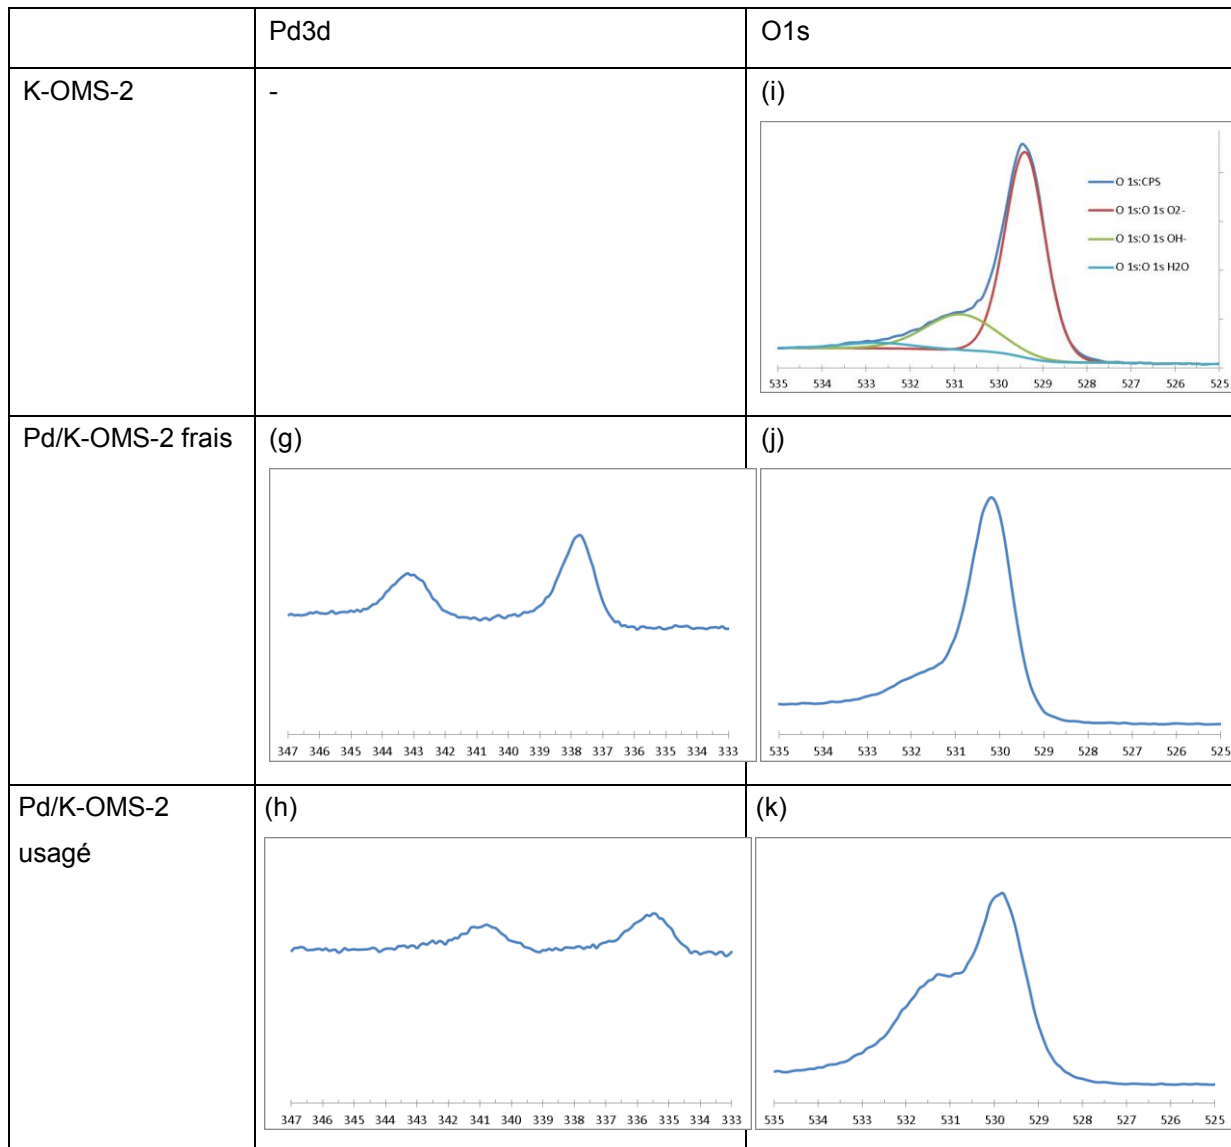 Pd3d O1s
K-OMS-2 - (i)
O 1s:CPS
O 1s:O 1s O2-
O 1s:O 1s OH-
O 1s:O 1s H2O
535 534 533 532 531 530 529 528 527 526 525
Pd/K-OMS-2 frais (g) (j)
347 346 345 344 343 342 341 340 339 338 337 336 335 334 333
535 534 533 532 531 530 529 528 527 526 525
Pd/K-OMS-2 (h) (k)
usagé
347 346 345 344 343 342 341 340 339 338 337 336 335 334 333
535 534 533 532 531 530 529 528 527 526 525